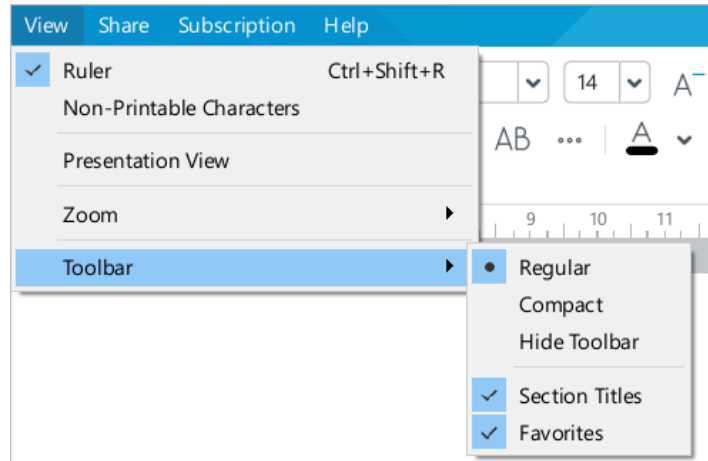 View Share Subscription Help
Ruler Ctrl+Shift+R
Non-Printable Characters
Presentation View
Zoom
Toolbar
14 A
AB ... A
9 10 11
Regular
Compact
Hide Toolbar
Section Titles
Favorites